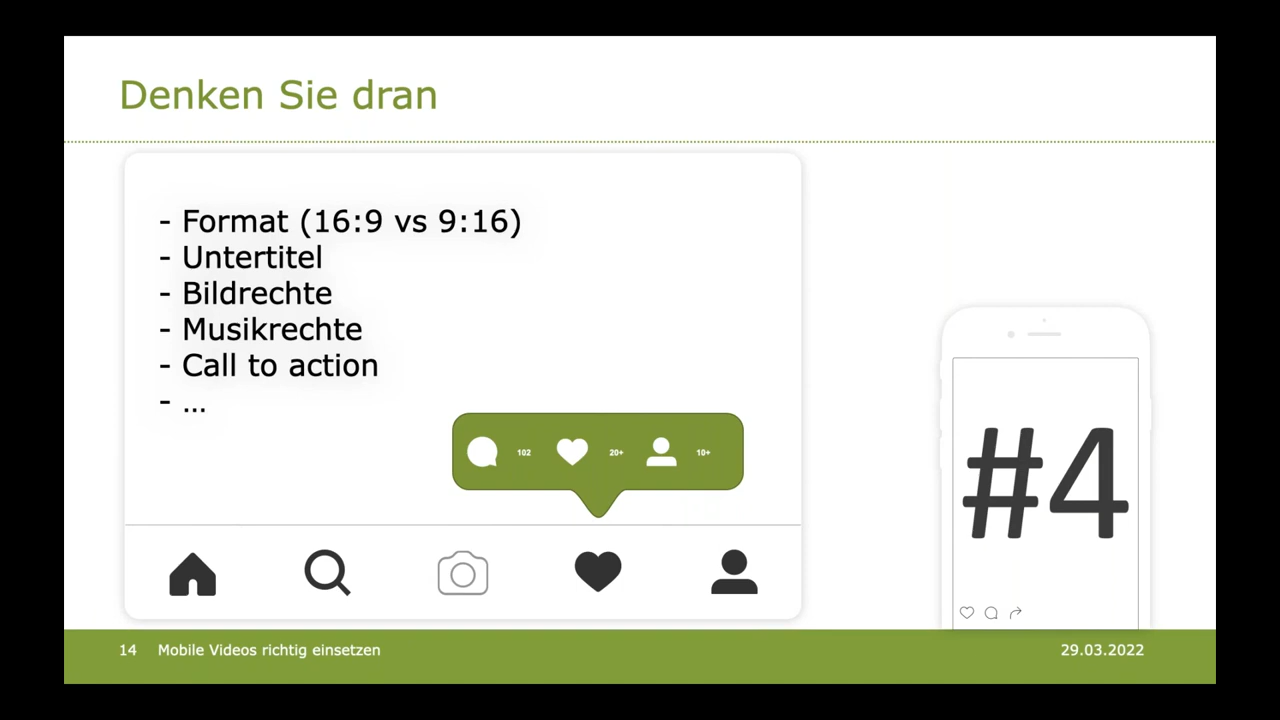 Denken Sie dran
- Format (16:9 vs 9:16)
- Untertitel
- Bildrechte
- Musikrechte
- Call to action
- ...
102 20+ 10+
#4
14 Mobile Videos richtig einsetzen 29.03.2022